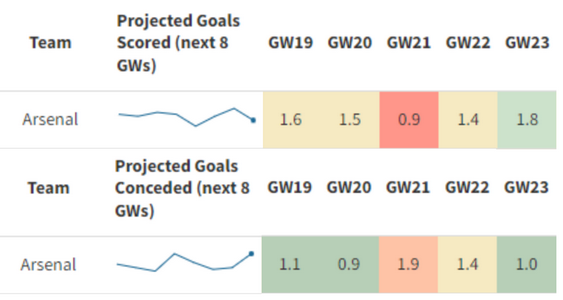 Team Projected Goals Scored (next 8 GWs) GW19 GW20 GW21 GW22 GW23
Arsenal 1.6 1.5 0.9 1.4 1.8
Team Projected Goals Conceded (next 8 GWs) GW19 GW20 GW21 GW22 GW23
Arsenal 1.1 0.9 1.9 1.4 1.0